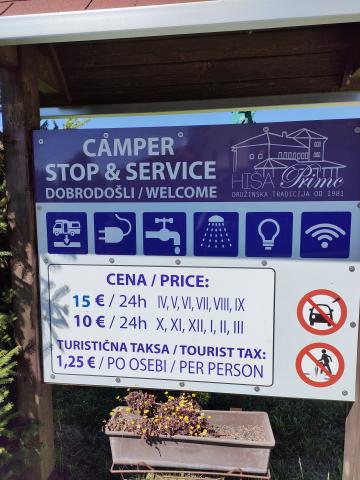 CAMPER
STOP & SERVICE
DOBRODOŠLI / WELCOME
HIŠA Primc
DRUŽINSKA TRADICIJA OD 1981
CENA / PRICE:
15 € / 24h IV, V, VI, VII, VIII, IX
10 € / 24h X, XI, XII, I, II, III
TURISTIČNA TAKSA / TOURIST TAX:
1,25 € / PO OSEBI / PER PERSON